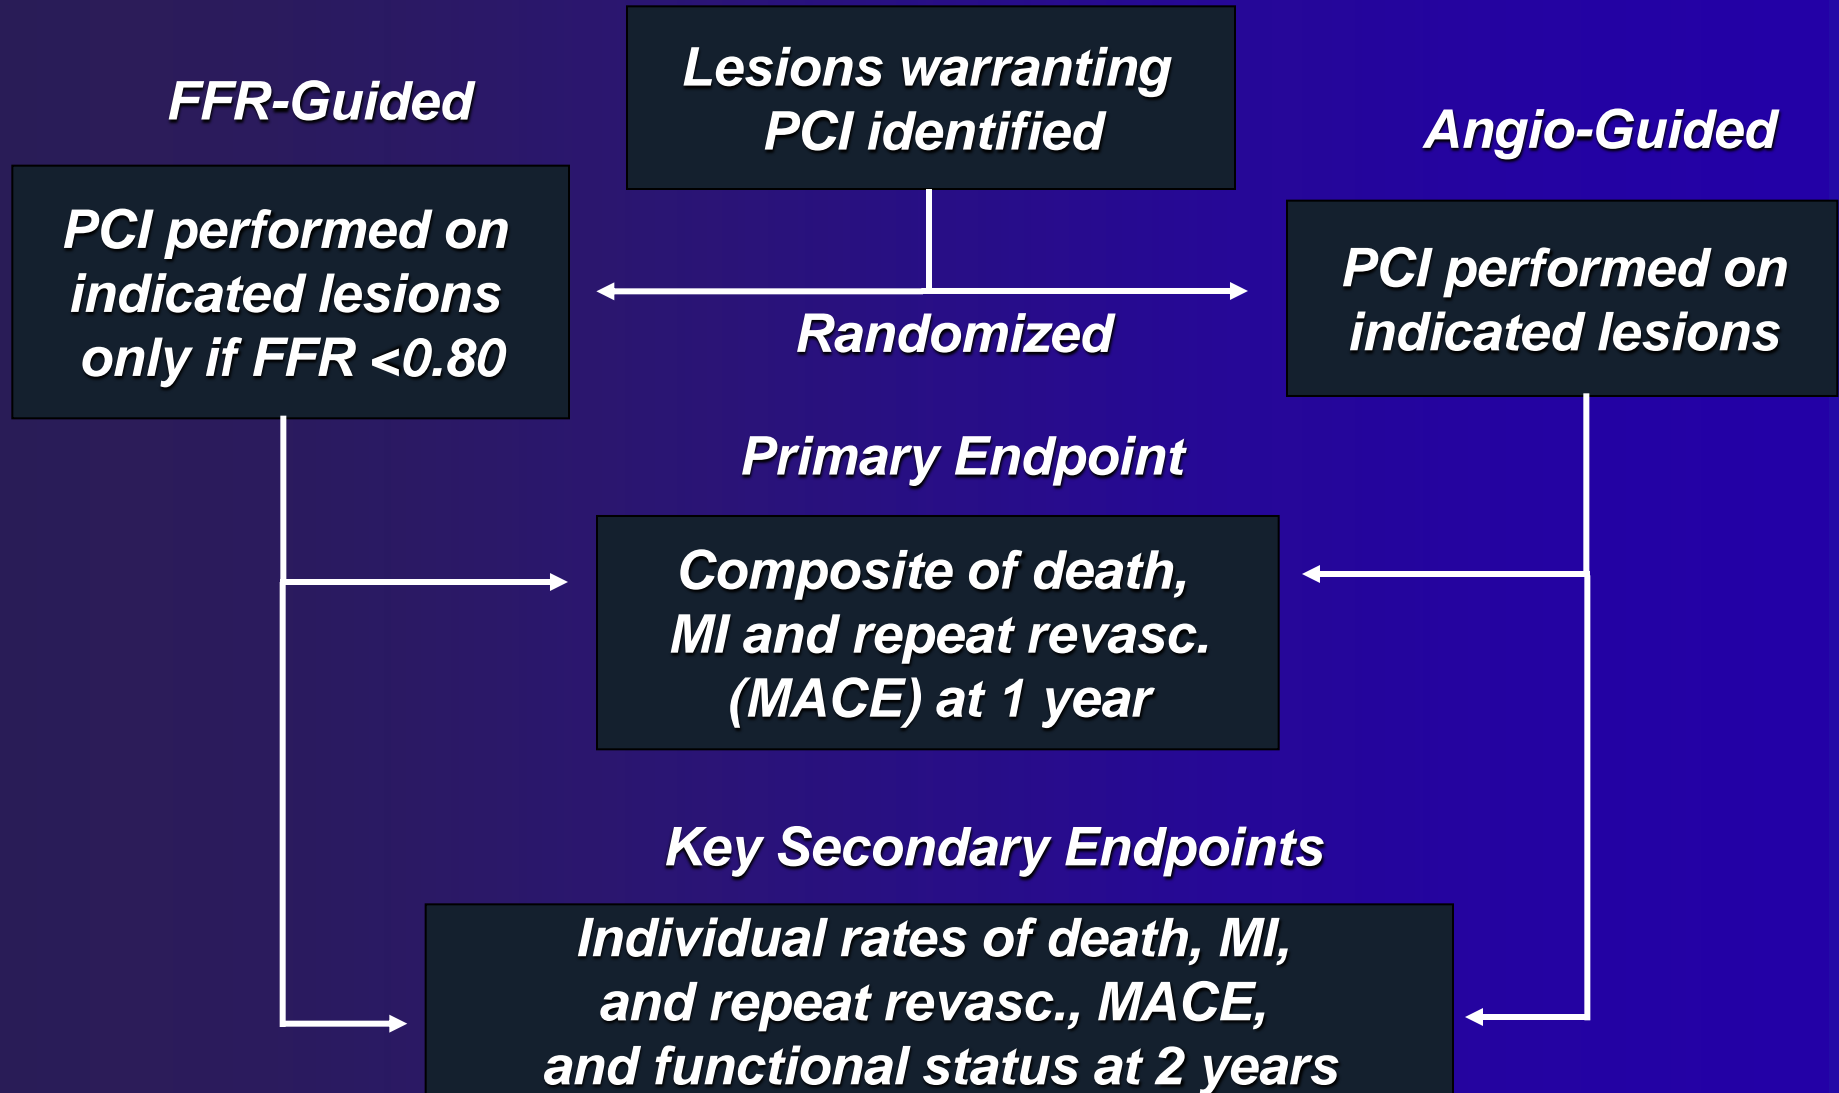 Lesions warranting
PCI identified
FFR-Guided
Angio-Guided
PCI performed on
indicated lesions
only if FFR <0.80
PCI performed on
indicated lesions
Randomized
Primary Endpoint
Composite of death,
MI and repeat revasc.
(MACE) at 1 year
Key Secondary Endpoints
Individual rates of death, MI,
and repeat revasc., MACE,
and functional status at 2 years